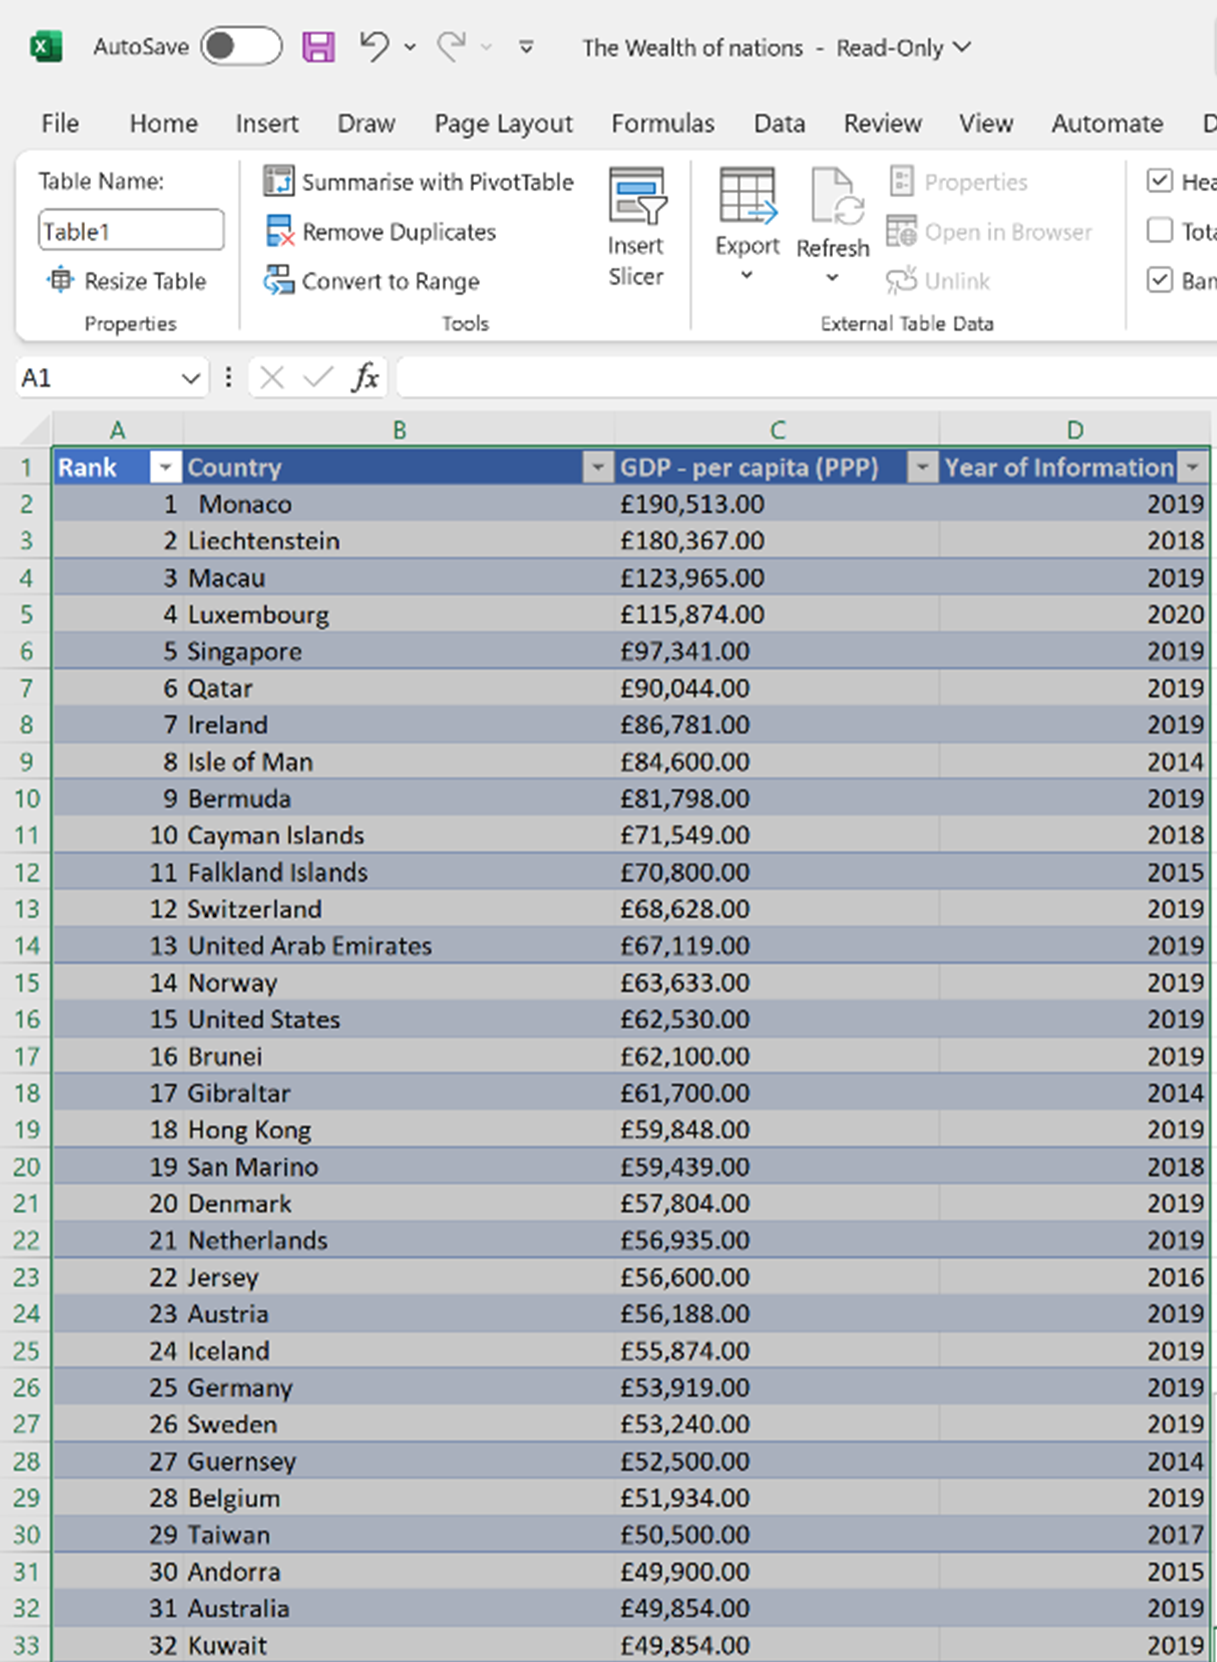 AutoSave The Wealth of nations - Read-Only
File Home Insert Draw Page Layout Formulas Data Review View Automate D
Table Name:
Table1
Resize Table
Properties
Summarise with PivotTable
Remove Duplicates
Convert to Range
Tools
Insert
Slicer
Export
Refresh
Properties
Open in Browser
Unlink
External Table Data
Hea
Tota
Ban
A1 fx
A B C D
1 Rank Country GDP - per capita (PPP) Year of Information
2 1 Monaco £190,513.00 2019
3 2 Liechtenstein £180,367.00 2018
4 3 Macau £123,965.00 2019
5 4 Luxembourg £115,874.00 2020
6 5 Singapore £97,341.00 2019
7 6 Qatar £90,044.00 2019
8 7 Ireland £86,781.00 2019
9 8 Isle of Man £84,600.00 2014
10 9 Bermuda £81,798.00 2019
11 10 Cayman Islands £71,549.00 2018
12 11 Falkland Islands £70,800.00 2015
13 12 Switzerland £68,628.00 2019
14 13 United Arab Emirates £67,119.00 2019
15 14 Norway £63,633.00 2019
16 15 United States £62,530.00 2019
17 16 Brunei £62,100.00 2019
18 17 Gibraltar £61,700.00 2014
19 18 Hong Kong £59,848.00 2019
20 19 San Marino £59,439.00 2018
21 20 Denmark £57,804.00 2019
22 21 Netherlands £56,935.00 2019
23 22 Jersey £56,600.00 2016
24 23 Austria £56,188.00 2019
25 24 Iceland £55,874.00 2019
26 25 Germany £53,919.00 2019
27 26 Sweden £53,240.00 2019
28 27 Guernsey £52,500.00 2014
29 28 Belgium £51,934.00 2019
30 29 Taiwan £50,500.00 2017
31 30 Andorra £49,900.00 2015
32 31 Australia £49,854.00 2019
33 32 Kuwait £49,854.00 2019